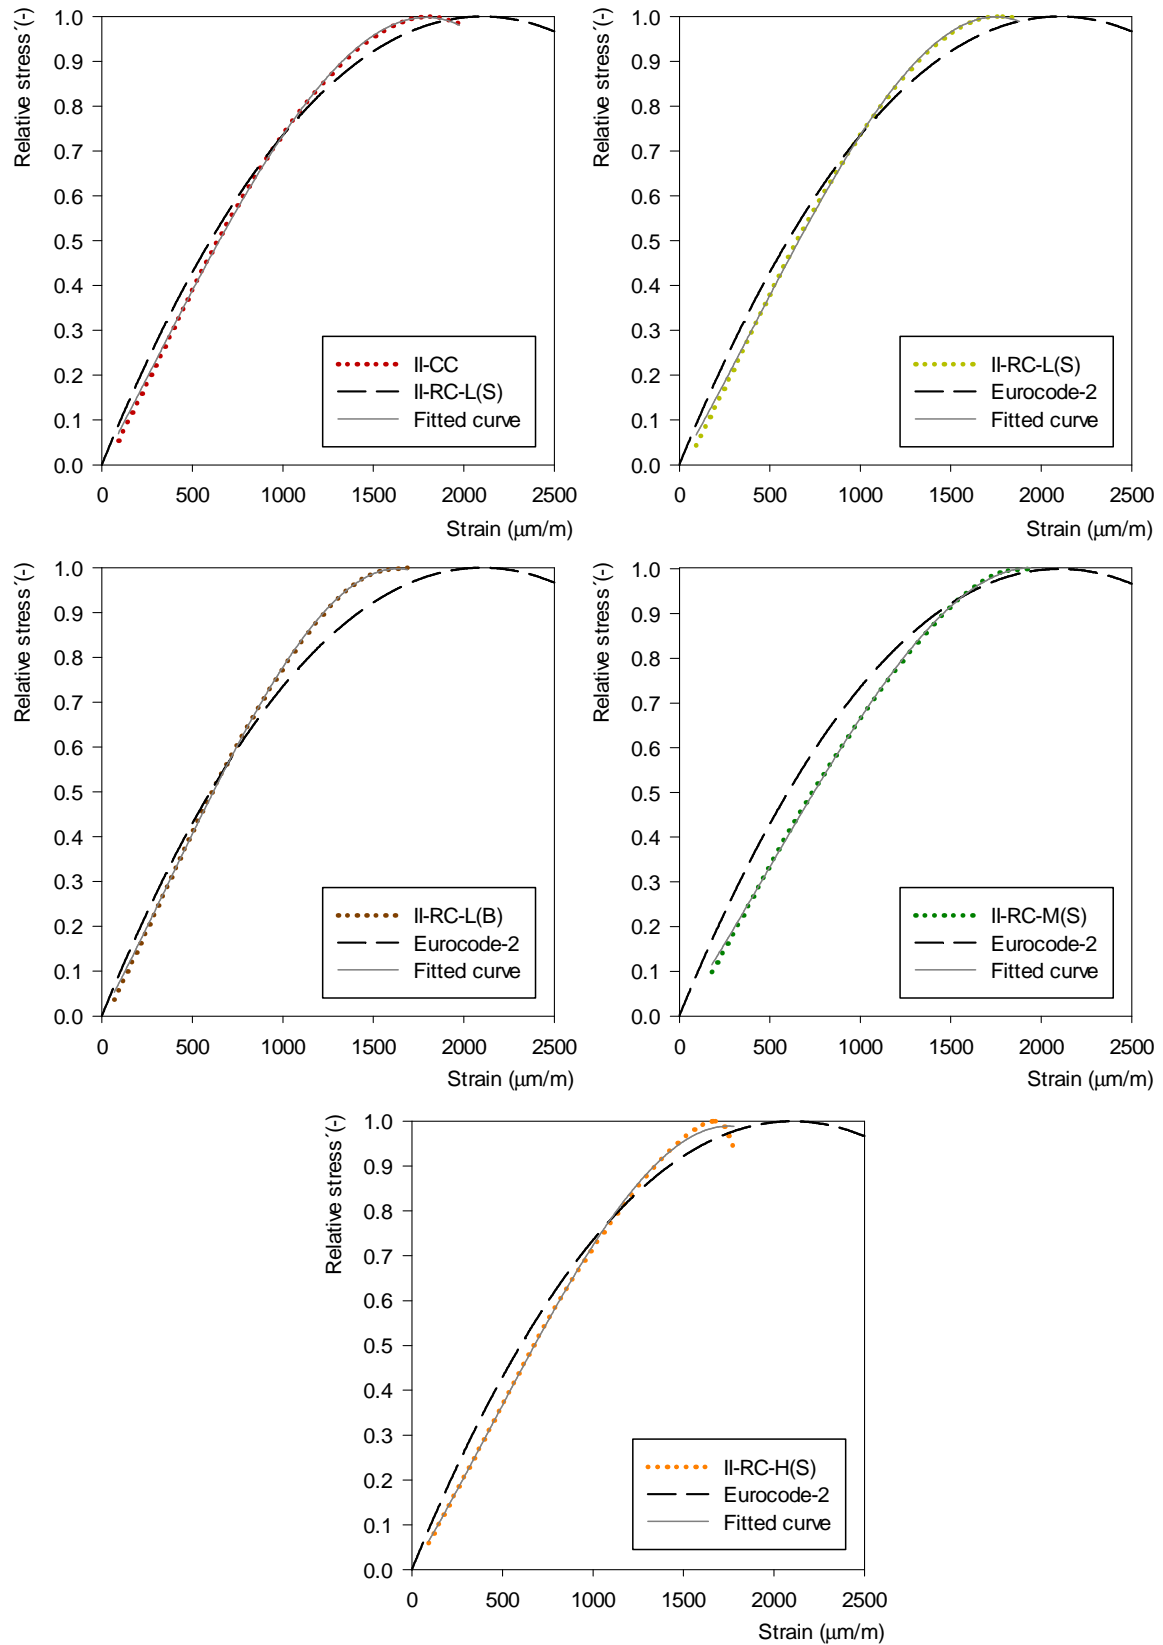 Relative stress´(-)
1.0
0.9
0.8
0.7
0.6
0.5
0.4
0.3
0.2
0.1
0.0
II-CC
II-RC-L(S)
Fitted curve
0 500 1000 1500 2000 2500
Strain (μm/m)
Relative stress´(-)
1.0
0.9
0.8
0.7
0.6
0.5
0.4
0.3
0.2
0.1
0.0
II-RC-L(S)
Eurocode-2
Fitted curve
0 500 1000 1500 2000 2500
Strain (μm/m)
Relative stress´(-)
1.0
0.9
0.8
0.7
0.6
0.5
0.4
0.3
0.2
0.1
0.0
II-RC-L(B)
Eurocode-2
Fitted curve
0 500 1000 1500 2000 2500
Strain (μm/m)
Relative stress´(-)
1.0
0.9
0.8
0.7
0.6
0.5
0.4
0.3
0.2
0.1
0.0
II-RC-M(S)
Eurocode-2
Fitted curve
0 500 1000 1500 2000 2500
Strain (μm/m)
Relative stress´(-)
1.0
0.9
0.8
0.7
0.6
0.5
0.4
0.3
0.2
0.1
0.0
II-RC-H(S)
Eurocode-2
Fitted curve
0 500 1000 1500 2000 2500
Strain (μm/m)